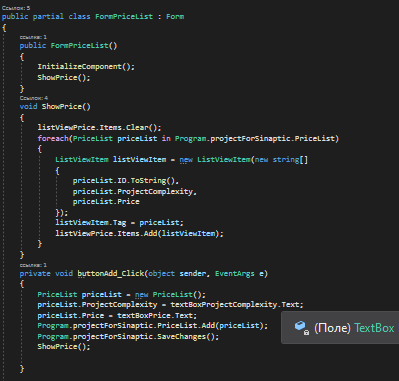 Ссылок: 5
public partial class FormPriceList : Form
{
ссылка: 1
public FormPriceList()
{
InitializeComponent();
ShowPrice();
}
Ссылок: 4
void ShowPrice()
{
listViewPrice.Items.Clear();
foreach(PriceList priceList in Program.projectForSinaptic.PriceList)
{
ListViewItem listViewItem = new ListViewItem(new string[]
{
priceList.ID.ToString(),
priceList.ProjectComplexity,
priceList.Price
});
listViewItem.Tag = priceList;
listViewPrice.Items.Add(listViewItem);
}
}
ссылка: 1
private void buttonAdd_Click(object sender, EventArgs e)
{
PriceList priceList = new PriceList();
priceList.ProjectComplexity = textBoxProjectComplexity.Text;
priceList.Price = textBoxPrice.Text;
Program.projectForSinaptic.PriceList.Add(priceList);
Program.projectForSinaptic.SaveChanges();
ShowPrice();
(Поле) TextBox
}